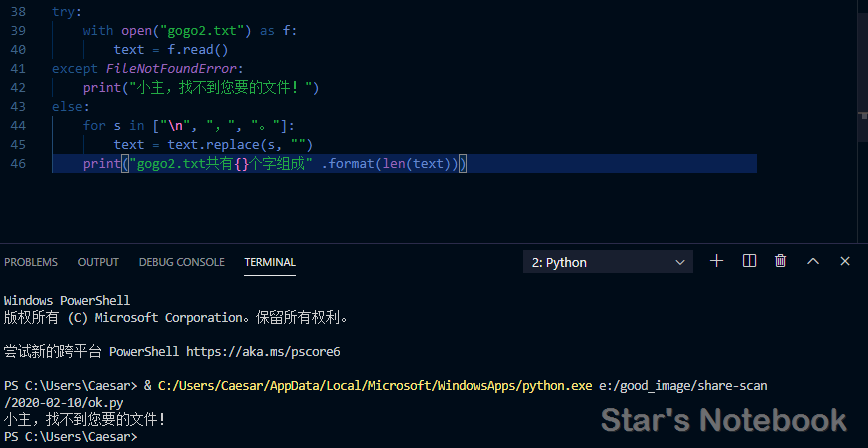 38 try:
39     with open("gogo2.txt") as f:
40         text = f.read()
41 except FileNotFoundError:
42     print("小主，找不到您要的文件！")
43 else:
44     for s in ["\n", "，", "。"]:
45         text = text.replace(s, "")
46     print("gogo2.txt共有{}个字组成" .format(len(text)))
PROBLEMS OUTPUT DEBUG CONSOLE TERMINAL 2: Python
Windows PowerShell
版权所有 (C) Microsoft Corporation。保留所有权利。
尝试新的跨平台 PowerShell https://aka.ms/pscore6
PS C:\Users\Caesar> & C:/Users/Caesar/AppData/Local/Microsoft/WindowsApps/python.exe e:/good_image/share-scan
/2020-02-10/ok.py
小主，找不到您要的文件！
PS C:\Users\Caesar>
Star's Notebook